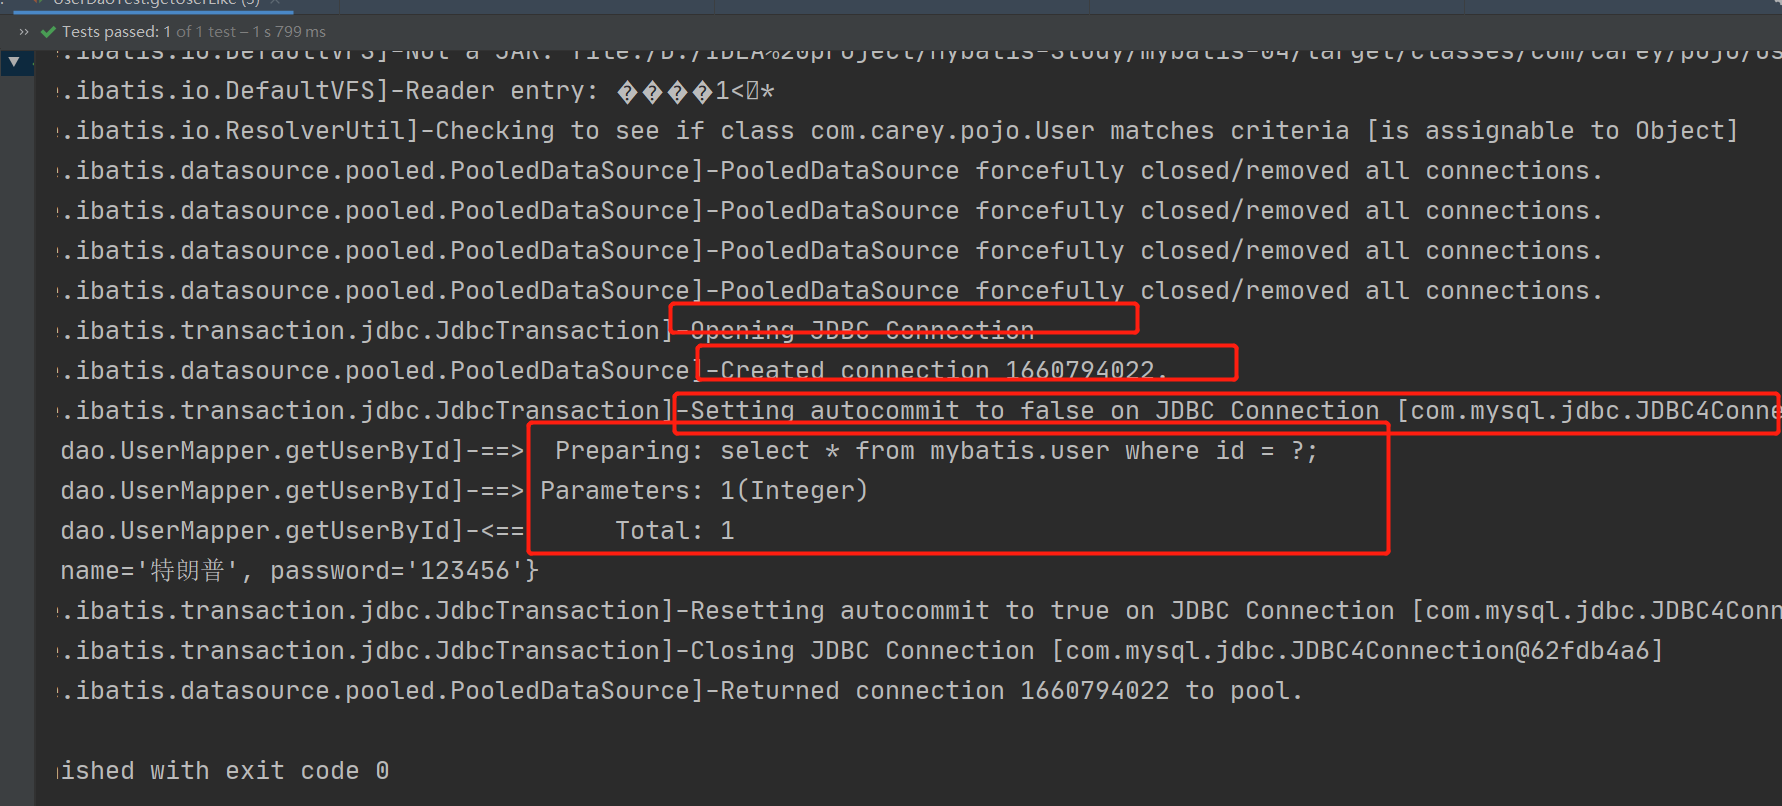 UserDaoTest.getUserLike (3) ×
» ✔ Tests passed: 1 of 1 test – 1 s 799 ms
.ibatis.io.DefaultVFS]-Not a JAR: file:/D:/IDEA%20project/mybatis-Study/mybatis-04/target/classes/com/carey/pojo/
.ibatis.io.DefaultVFS]-Reader entry: ����1<*
.ibatis.io.ResolverUtil]-Checking to see if class com.carey.pojo.User matches criteria [is assignable to Object]
.ibatis.datasource.pooled.PooledDataSource]-PooledDataSource forcefully closed/removed all connections.
.ibatis.datasource.pooled.PooledDataSource]-PooledDataSource forcefully closed/removed all connections.
.ibatis.datasource.pooled.PooledDataSource]-PooledDataSource forcefully closed/removed all connections.
.ibatis.datasource.pooled.PooledDataSource]-PooledDataSource forcefully closed/removed all connections.
.ibatis.transaction.jdbc.JdbcTransaction]-Opening JDBC Connection
.ibatis.datasource.pooled.PooledDataSource]-Created connection 1660794022.
.ibatis.transaction.jdbc.JdbcTransaction]-Setting autocommit to false on JDBC Connection [com.mysql.jdbc.JDBC4Conne
dao.UserMapper.getUserById]-==>  Preparing: select * from mybatis.user where id = ?;
dao.UserMapper.getUserById]-==> Parameters: 1(Integer)
dao.UserMapper.getUserById]-<==      Total: 1
name='特朗普', password='123456'}
.ibatis.transaction.jdbc.JdbcTransaction]-Resetting autocommit to true on JDBC Connection [com.mysql.jdbc.JDBC4Conn
.ibatis.transaction.jdbc.JdbcTransaction]-Closing JDBC Connection [com.mysql.jdbc.JDBC4Connection@62fdb4a6]
.ibatis.datasource.pooled.PooledDataSource]-Returned connection 1660794022 to pool.
ished with exit code 0